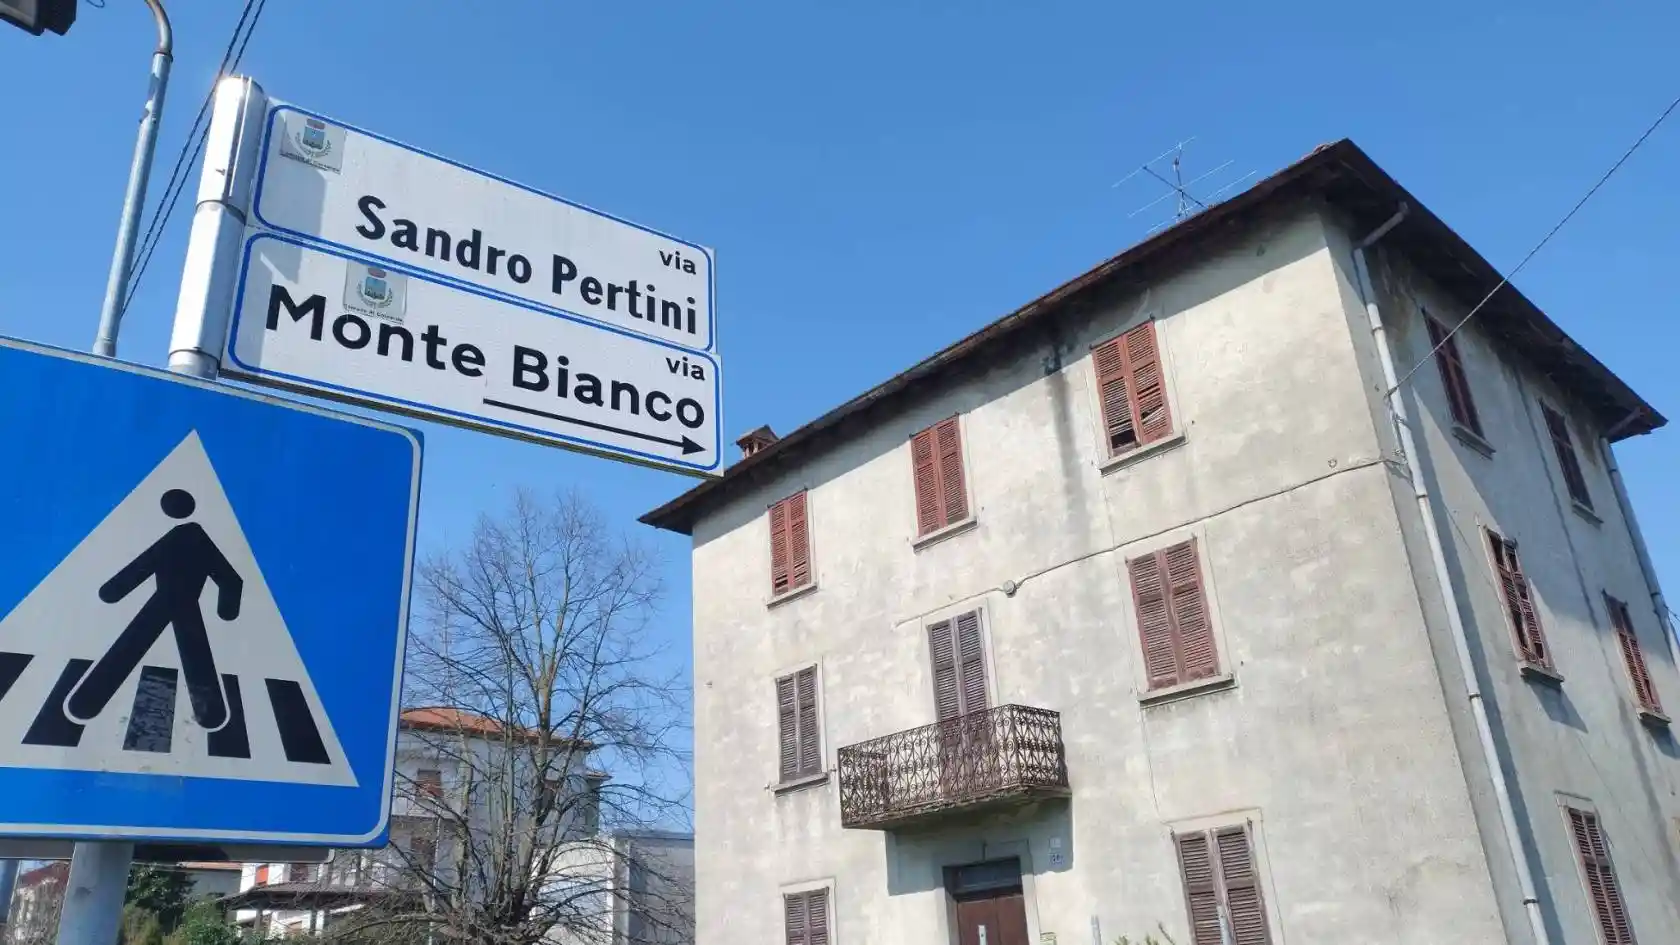 via
Sandro Pertini
via
Monte Bianco